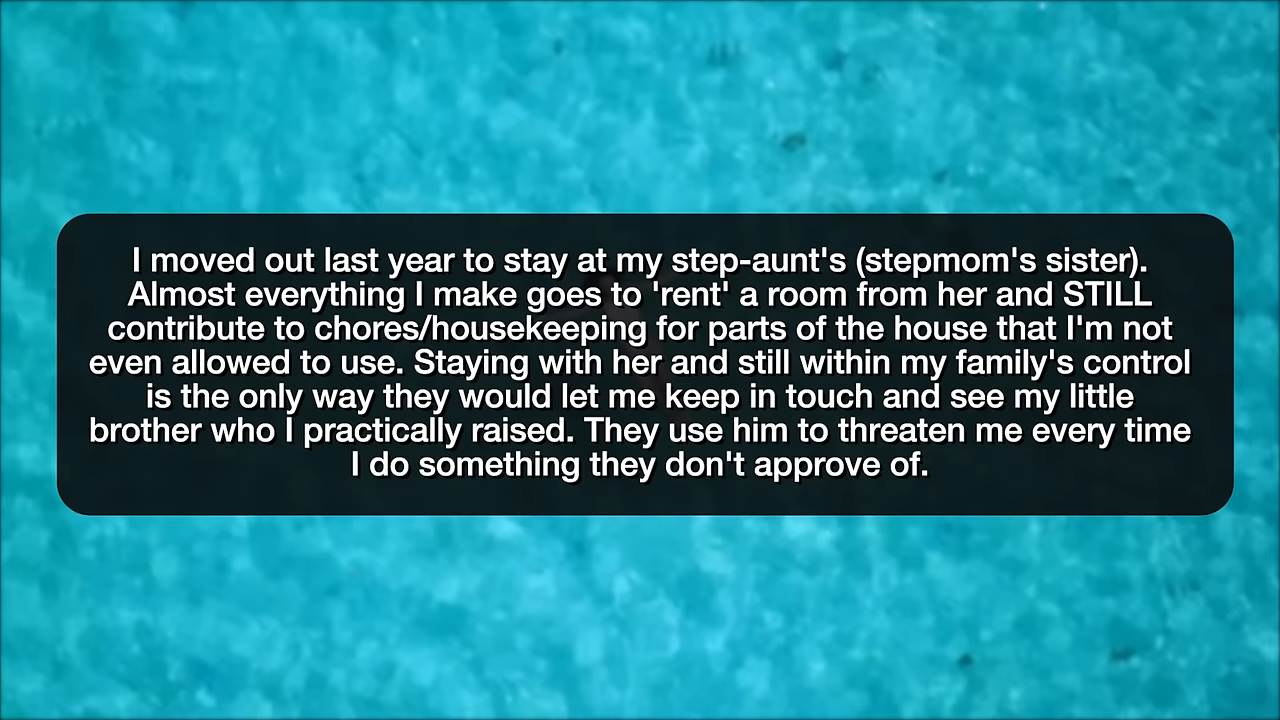 I moved out last year to stay at my step-aunt's (stepmom's sister).
Almost everything I make goes to 'rent' a room from her and STILL
contribute to chores/housekeeping for parts of the house that I'm not
even allowed to use. Staying with her and still within my family's control
is the only way they would let me keep in touch and see my little
brother who I practically raised. They use him to threaten me every time
I do something they don't approve of.